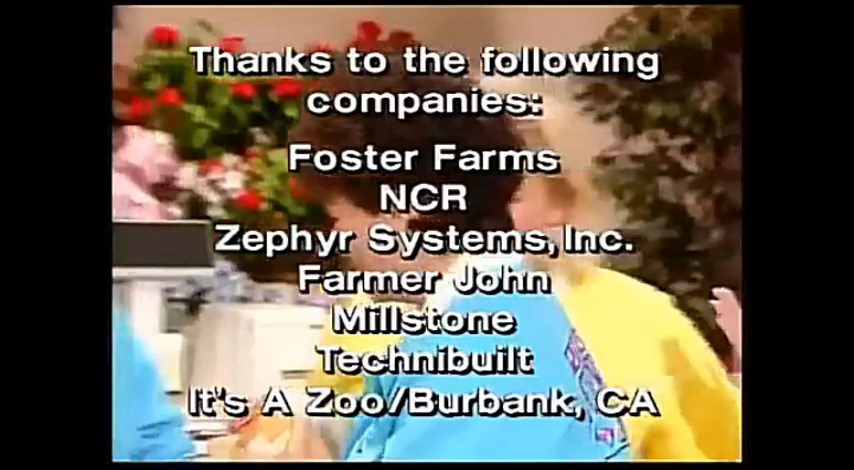 Thanks to the following
companies:
Foster Farms
NCR
Zephyr Systems, Inc.
Farmer John
Millstone
Technibuilt
It's A Zoo/Burbank, CA